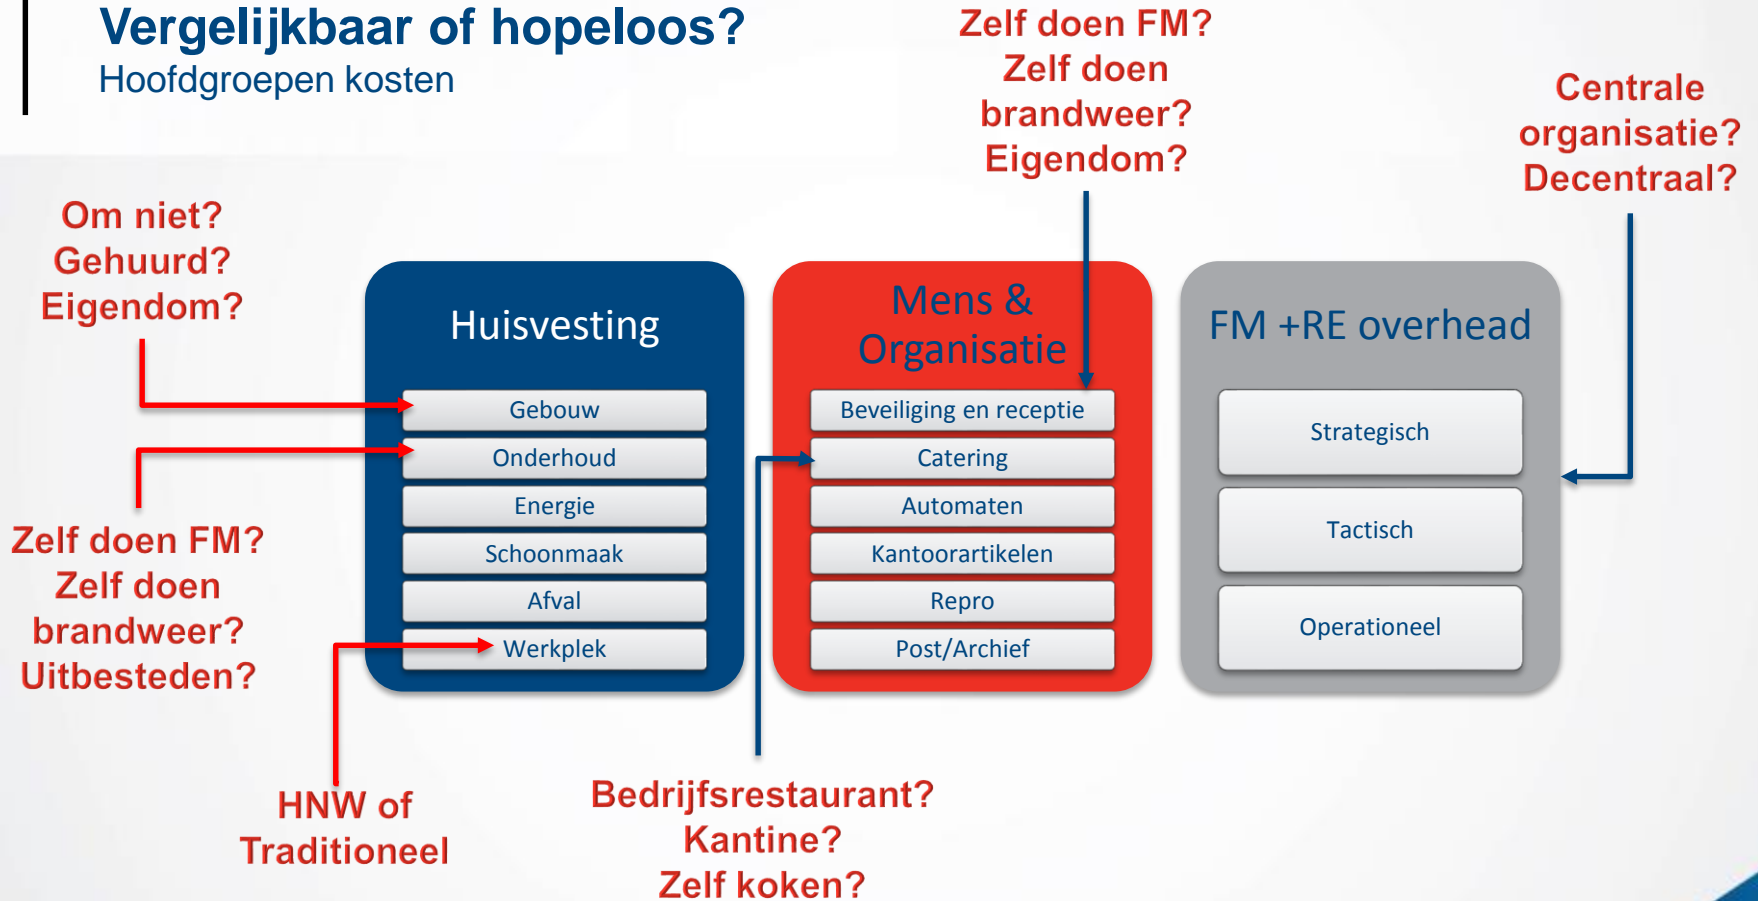 Vergelijkbaar of hopeloos?
Hoofdgroepen kosten
Zelf doen FM?
Zelf doen
brandweer?
Eigendom?
Centrale
organisatie?
Decentraal?
Om niet?
Gehuurd?
Eigendom?
Zelf doen FM?
Zelf doen
brandweer?
Uitbesteden?
HNW of
Traditioneel
Huisvesting
Gebouw
Onderhoud
Energie
Schoonmaak
Afval
Werkplek
Mens &
Organisatie
Beveiliging en receptie
Catering
Automaten
Kantoorartikelen
Repro
Post/Archief
Bedrijfsrestaurant?
Kantine?
Zelf koken?
FM +RE overhead
Strategisch
Tactisch
Operationeel